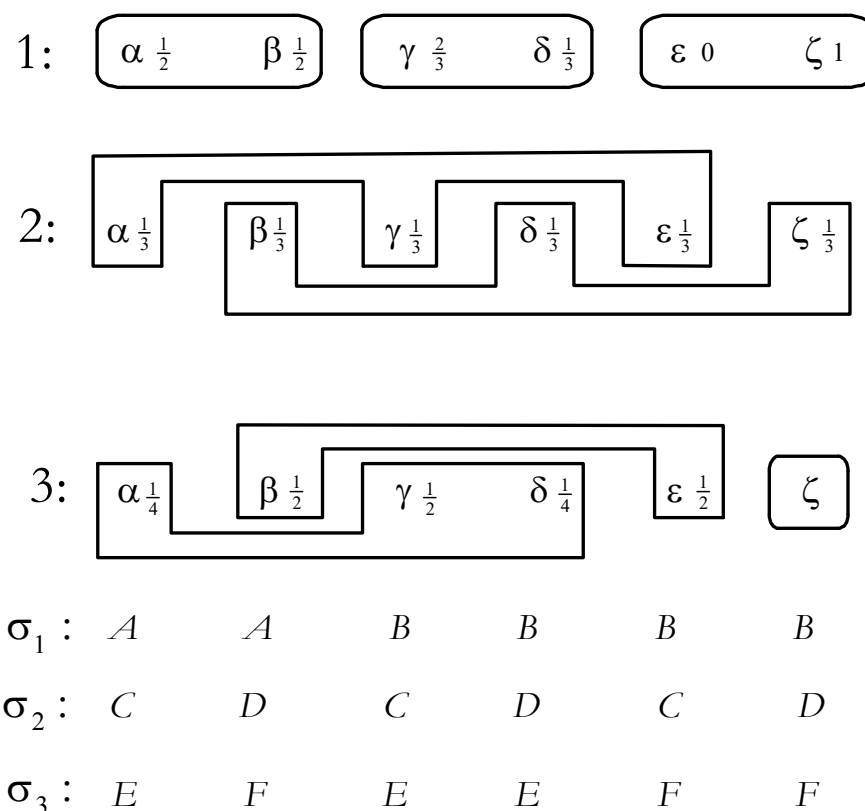 1: α 1/2 β 1/2 γ 2/3 δ 1/3 ε 0 ζ 1
2: α 1/3 β 1/3 γ 1/3 δ 1/3 ε 1/3 ζ 1/3
3: α 1/4 β 1/2 γ 1/2 δ 1/4 ε 1/2 ζ
σ₁ : A A B B B B
σ₂ : C D C D C D
σ₃ : E F E E F F